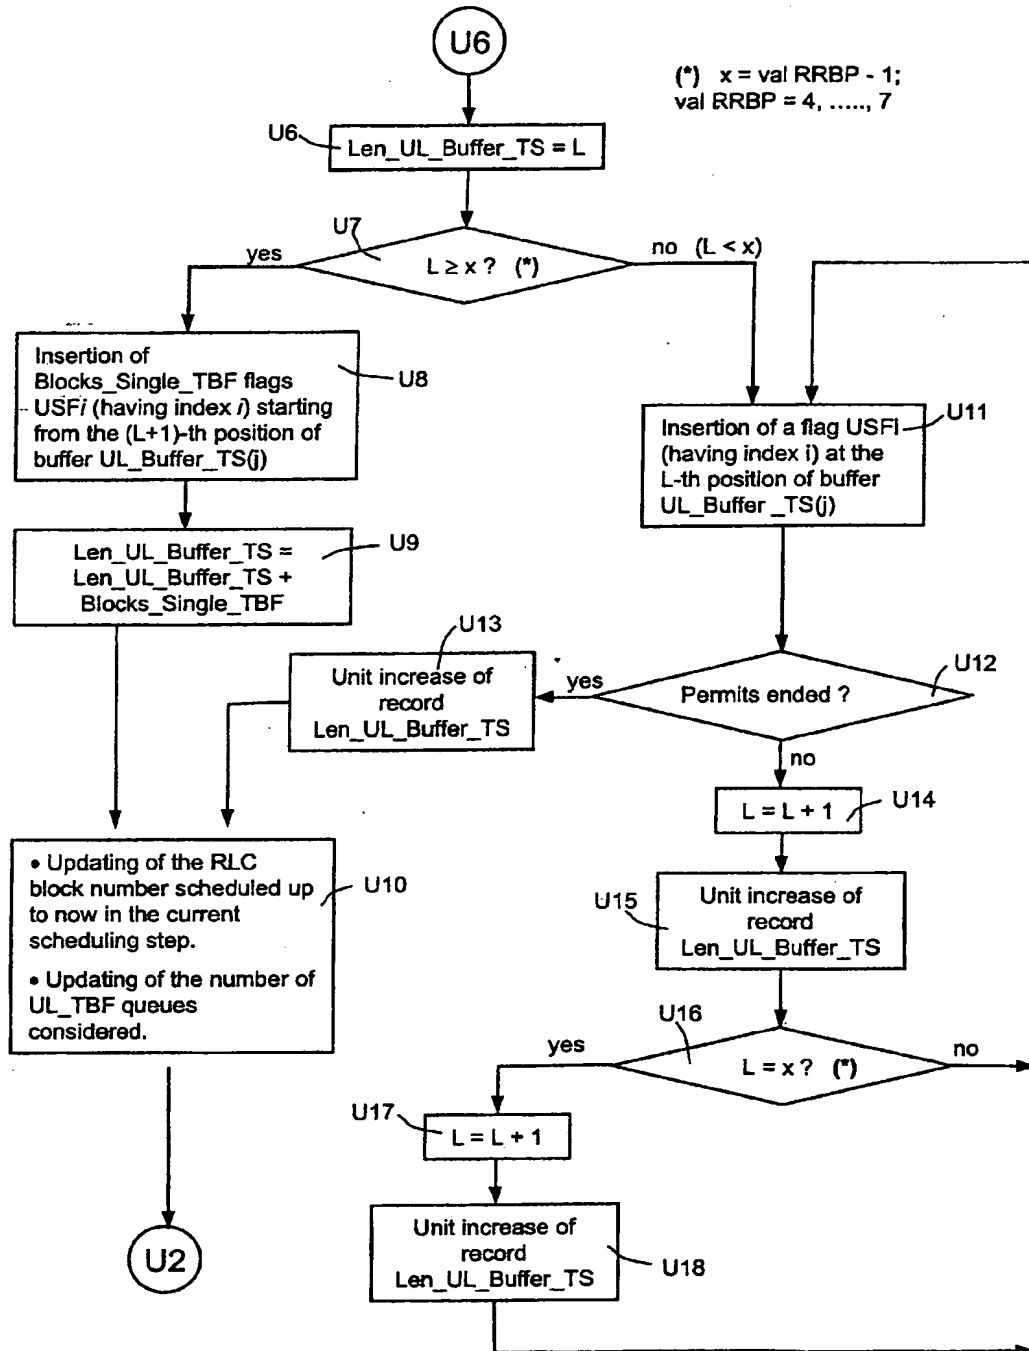 U6
(*) x = val RRBP - 1;
val RRBP = 4, ....., 7
U6
Len_UL_Buffer_TS = L
U7
yes
L ≥ x ? (*)
no (L < x)
Insertion of
Blocks_Single_TBF flags
USFi (having index i) starting
from the (L+1)-th position of
buffer UL_Buffer_TS(j)
U8
U11
Insertion of a flag USFi
(having index i) at the
L-th position of buffer
UL_Buffer _TS(j)
U9
Len_UL_Buffer_TS =
Len_UL_Buffer_TS +
Blocks_Single_TBF
U13
Unit increase of
record
Len_UL_Buffer_TS
yes
Permits ended ?
U12
no
L = L + 1
U14
• Updating of the RLC
block number scheduled up
to now in the current
scheduling step.
• Updating of the number of
UL_TBF queues
considered.
U10
U15
Unit increase of
record
Len_UL_Buffer_TS
U16
yes
L = x ? (*)
no
U17
L = L + 1
Unit increase of
record
Len_UL_Buffer_TS
U18
U2